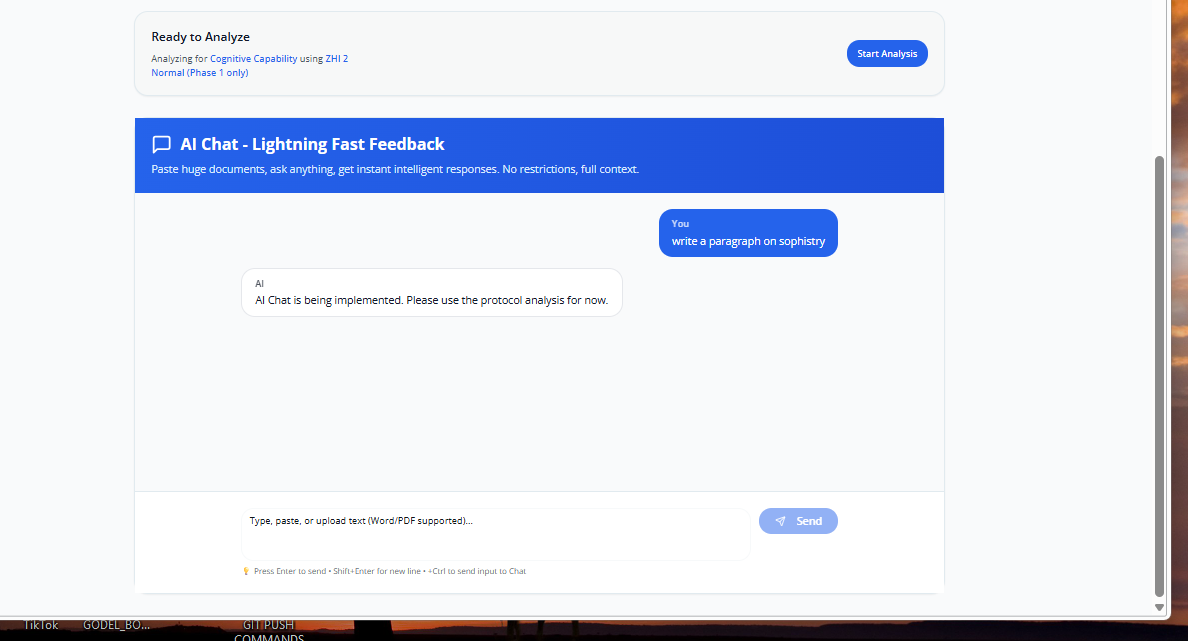 Ready to Analyze
Analyzing for Cognitive Capability using ZHI 2
Normal (Phase 1 only)
Start Analysis
AI Chat - Lightning Fast Feedback
Paste huge documents, ask anything, get instant intelligent responses. No restrictions, full context.
You
write a paragraph on sophistry
AI
AI Chat is being implemented. Please use the protocol analysis for now.
Type, paste, or upload text (Word/PDF supported)...
Send
💡 Press Enter to send • Shift+Enter for new line • +Ctrl to send input to Chat
TikTok
GODEL_BO...
GIT PUSH
COMMANDS